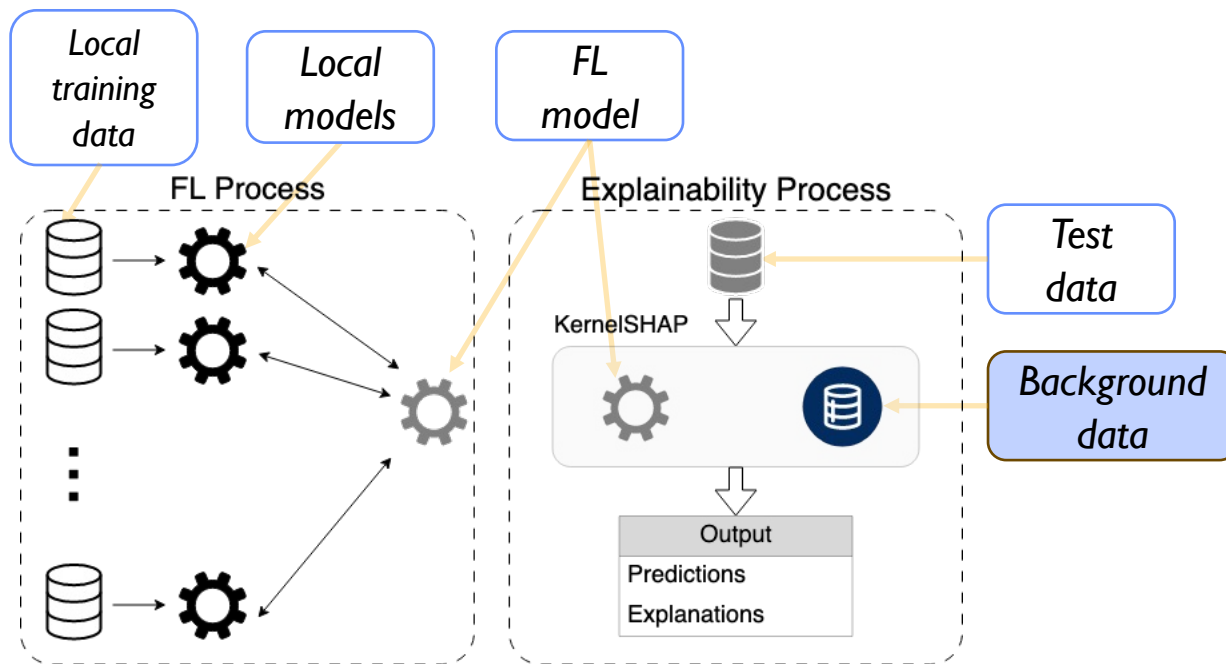 Local
training
data
Local
models
FL
model
FL Process
Explainability Process
Test
data
KernelSHAP
Background
data
Output
Predictions
Explanations